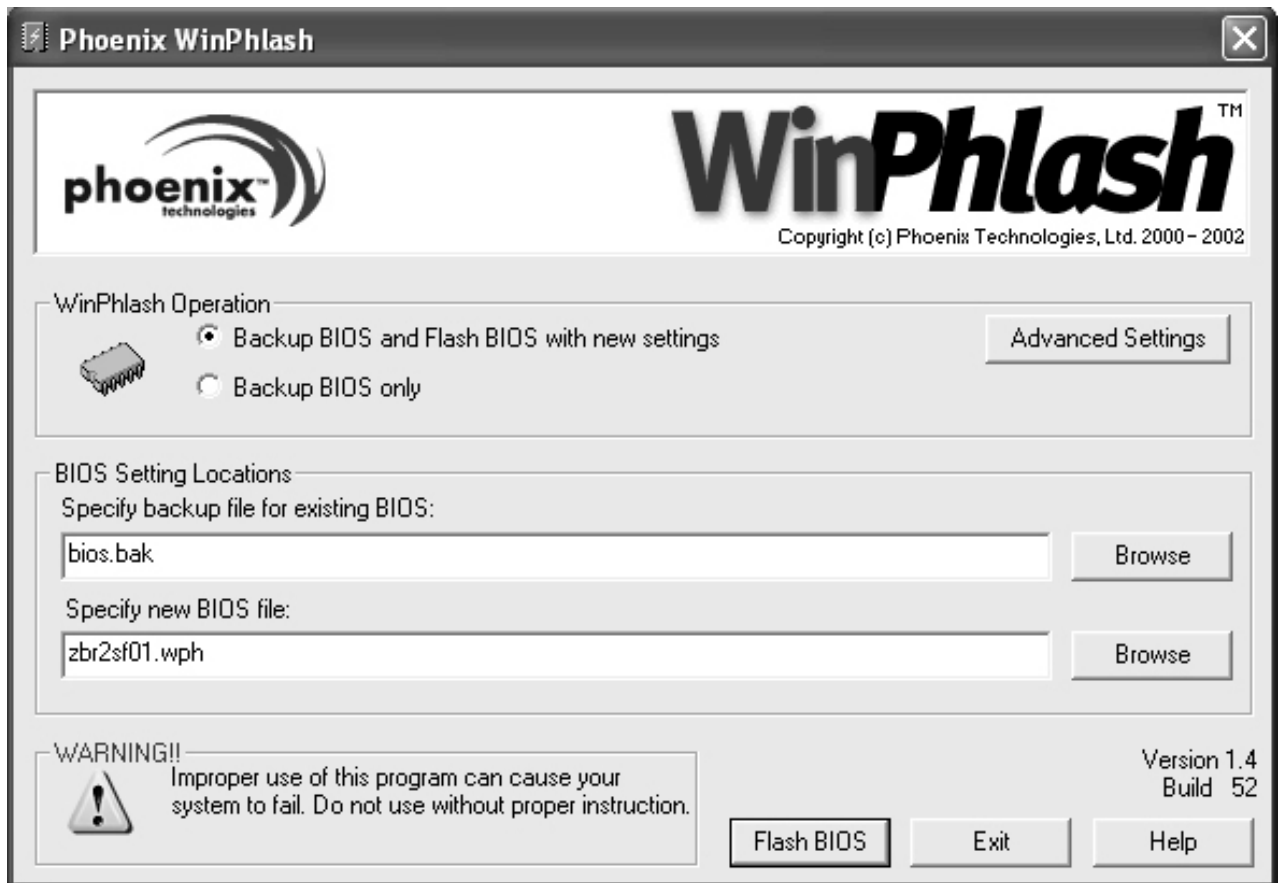 Phoenix WinPhlash
phoenix™
technologies
WinPhlash™
Copyright (c) Phoenix Technologies, Ltd. 2000 - 2002
WinPhlash Operation
Backup BIOS and Flash BIOS with new settings
Advanced Settings
Backup BIOS only
BIOS Setting Locations
Specify backup file for existing BIOS:
bios.bak
Browse
Specify new BIOS file:
zbr2sf01.wph
Browse
WARNING!!
Improper use of this program can cause your
system to fail. Do not use without proper instruction.
Version 1.4
Build 52
Flash BIOS
Exit
Help